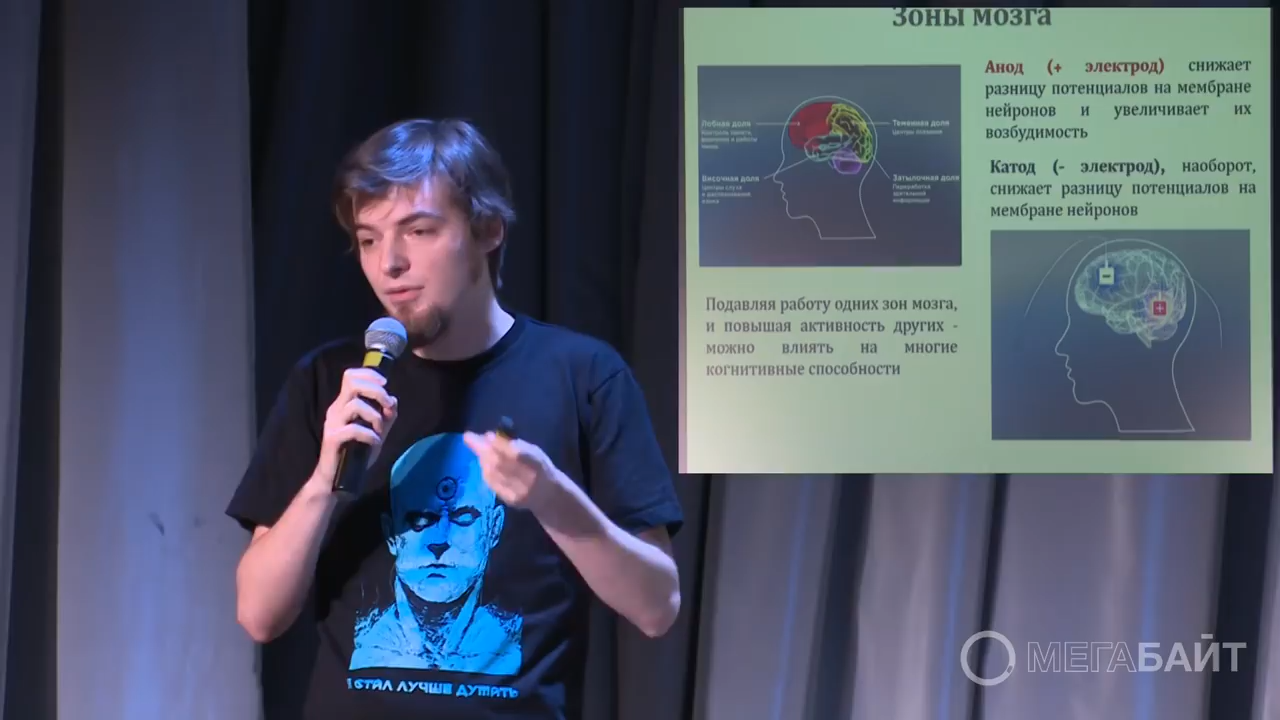 Зоны мозга
Анод (+ электрод) снижает
разницу потенциалов на мембране
нейронов и увеличивает их
возбудимость
Катод (- электрод), наоборот,
снижает разницу потенциалов на
мембране нейронов
Лобная доля
Теменная доля
Височная доля
Затылочная доля
Подавляя работу одних зон мозга,
и повышая активность других -
можно влиять на многие
когнитивные способности
СТАЛ ЛУЧШЕ ДУМАТЬ
МЕГАБАЙТ